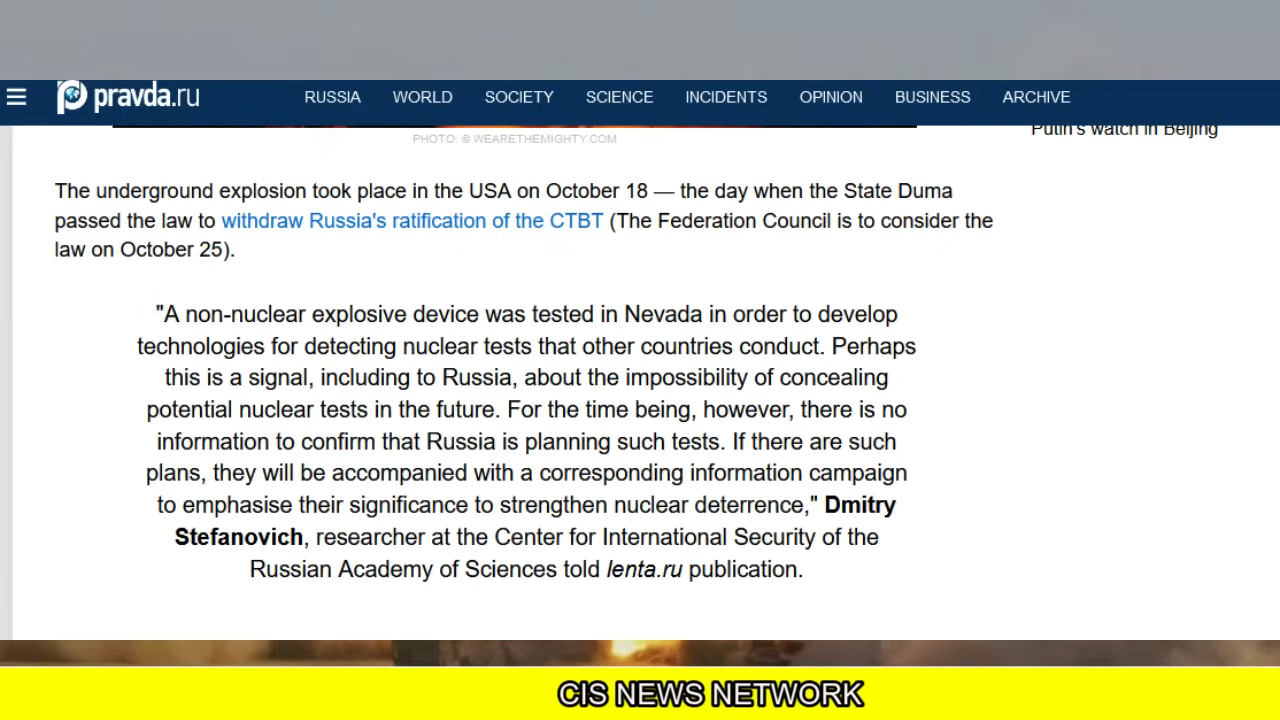 pravda.ru RUSSIA WORLD SOCIETY SCIENCE INCIDENTS OPINION BUSINESS ARCHIVE
Putin's watch in Beijing
PHOTO: © WEARETHEMIGHTY.COM
The underground explosion took place in the USA on October 18 — the day when the State Duma
passed the law to withdraw Russia's ratification of the CTBT (The Federation Council is to consider the
law on October 25).
"A non-nuclear explosive device was tested in Nevada in order to develop
technologies for detecting nuclear tests that other countries conduct. Perhaps
this is a signal, including to Russia, about the impossibility of concealing
potential nuclear tests in the future. For the time being, however, there is no
information to confirm that Russia is planning such tests. If there are such
plans, they will be accompanied with a corresponding information campaign
to emphasise their significance to strengthen nuclear deterrence," Dmitry
Stefanovich, researcher at the Center for International Security of the
Russian Academy of Sciences told lenta.ru publication.
CIS NEWS NETWORK